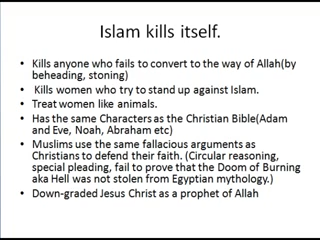 Islam kills itself.
• Kills anyone who fails to convert to the way of Allah(by
beheading, stoning)
• Kills women who try to stand up against Islam.
• Treat women like animals.
• Has the same Characters as the Christian Bible(Adam
and Eve, Noah, Abraham etc)
• Muslims use the same fallacious arguments as
Christians to defend their faith. (Circular reasoning,
special pleading, fail to prove that the Doom of Burning
aka Hell was not stolen from Egyptian mythology.)
• Down-graded Jesus Christ as a prophet of Allah